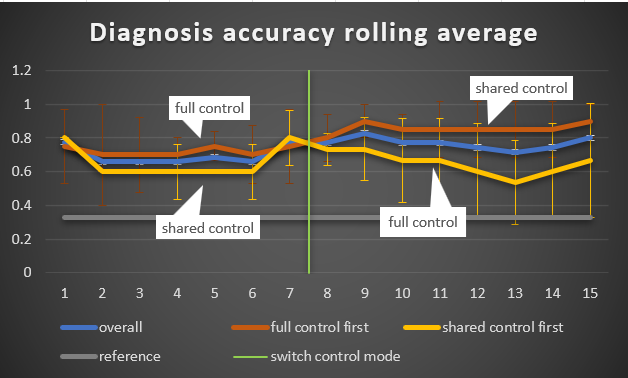 Diagnosis accuracy rolling average
1.2
1
0.8
0.6
0.4
0.2
0
full control
shared control
shared control
full control
1 2 3 4 5 6 7 8 9 10 11 12 13 14 15
overall full control first shared control first
reference switch control mode